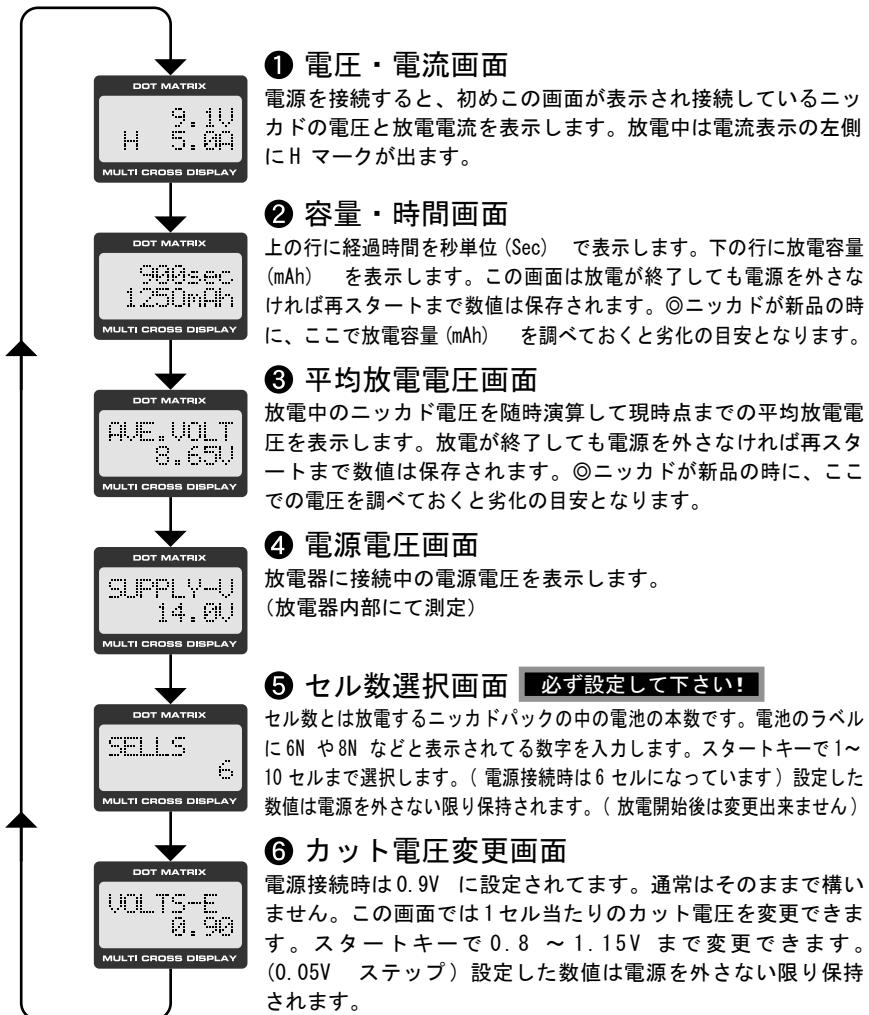 ❶ 電圧・電流画面
DOT MATRIX
9.1V
H 5.0A
MULTI CROSS DISPLAY
電源を接続すると、初めこの画面が表示され接続しているニッ
カドの電圧と放電電流を表示します。放電中は電流表示の左側
にH マークが出ます。
❷ 容量・時間画面
DOT MATRIX
900sec
1250mAh
MULTI CROSS DISPLAY
上の行に経過時間を秒単位(Sec) で表示します。下の行に放電容量
(mAh) を表示します。この画面は放電が終了しても電源を外さな
ければ再スタートまで数値は保存されます。◎ニッカドが新品の時
に、ここで放電容量(mAh) を調べておくと劣化の目安となります。
❸ 平均放電電圧画面
DOT MATRIX
AVE.VOLT
8.65V
MULTI CROSS DISPLAY
放電中のニッカド電圧を随時演算して現時点までの平均放電電
圧を表示します。放電が終了しても電源を外さなければ再スタ
ートまで数値は保存されます。◎ニッカドが新品の時に、ここ
での電圧を調べておくと劣化の目安となります。
❹ 電源電圧画面
DOT MATRIX
SUPPLY-V
14.0V
MULTI CROSS DISPLAY
放電器に接続中の電源電圧を表示します。
(放電器内部にて測定)
❺ セル数選択画面 必ず設定して下さい!
DOT MATRIX
SELLS
6
MULTI CROSS DISPLAY
セル数とは放電するニッカドパックの中の電池の本数です。電池のラベル
に6N や8N などと表示されてる数字を入力します。スタートキーで1～
10セルまで選択します。(電源接続時は6セルになっています)設定した
数値は電源を外さない限り保持されます。(放電開始後は変更出来ません)
❻ カット電圧変更画面
DOT MATRIX
VOLTS-E
0.90
MULTI CROSS DISPLAY
電源接続時は0.9V に設定されてます。通常はそのままで構い
ません。この画面では1セル当たりのカット電圧を変更できま
す。スタートキーで0.8 ～1.15V まで変更できます。
(0.05V ステップ)設定した数値は電源を外さない限り保持
されます。